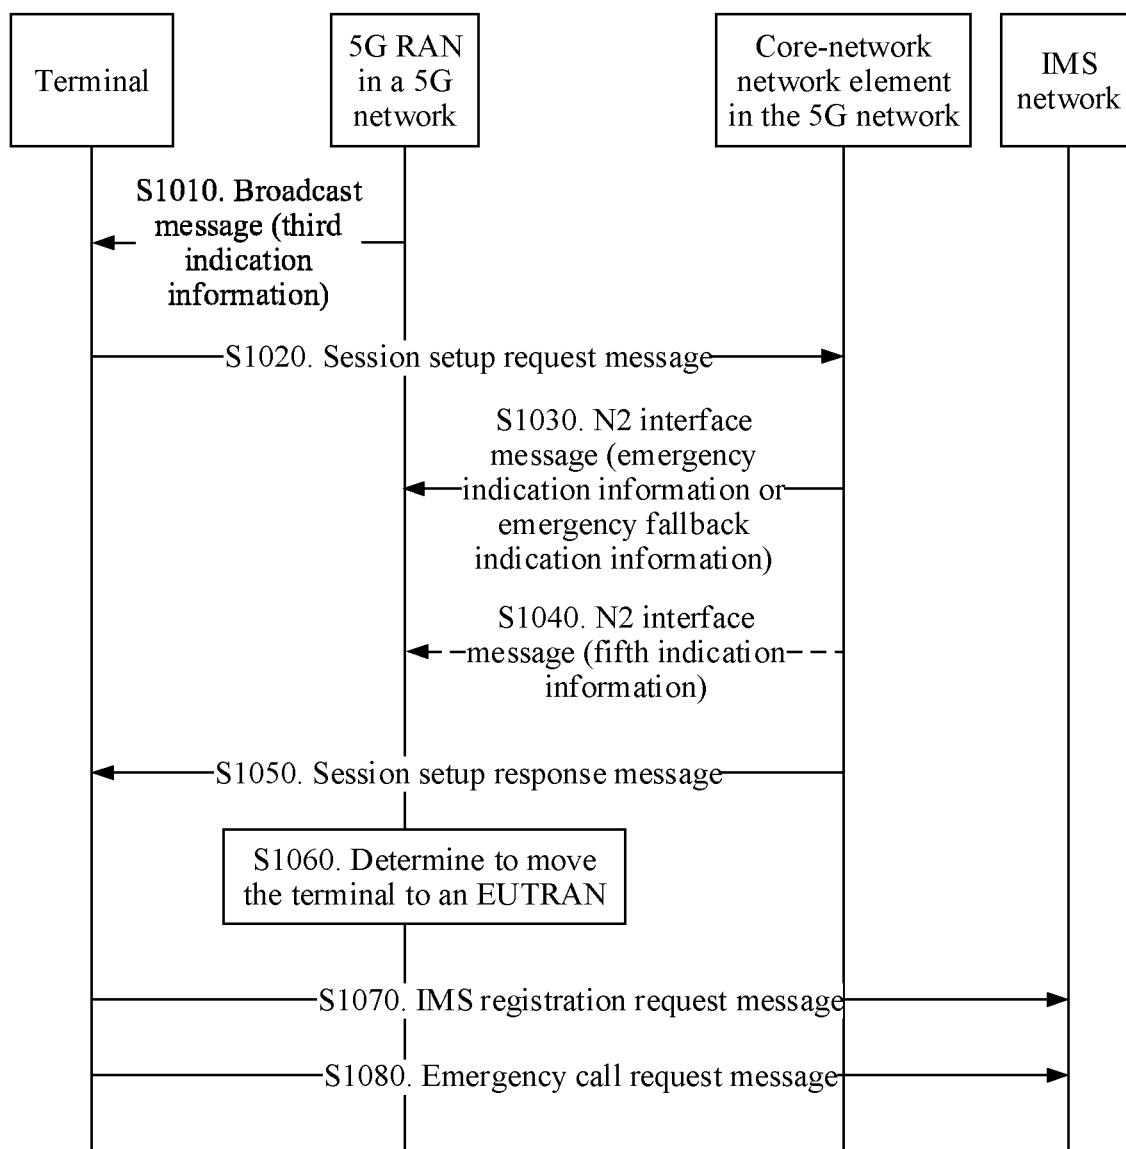 Terminal
5G RAN
in a 5G
network
Core-network
network element
in the 5G network
IMS
network
S1010. Broadcast
message (third
indication
information)
S1020. Session setup request message
S1030. N2 interface
message (emergency
indication information or
emergency fallback
indication information)
S1040. N2 interface
message (fifth indication
information)
S1050. Session setup response message
S1060. Determine to move
the terminal to an EUTRAN
S1070. IMS registration request message
S1080. Emergency call request message